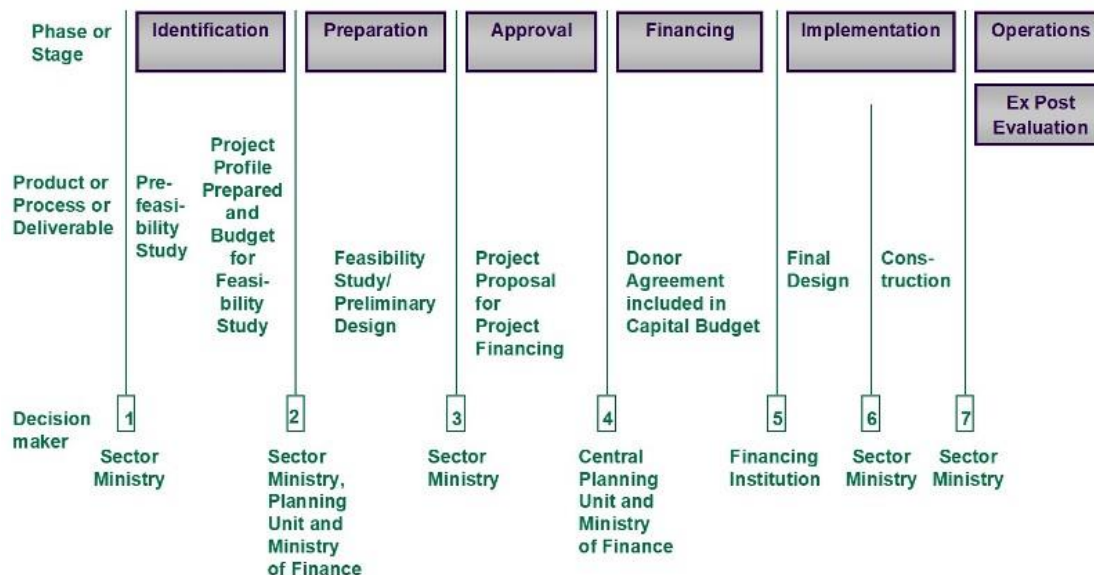 Phase or
Stage
Identification
Preparation
Approval
Financing
Implementation
Operations
Ex Post
Evaluation
Product or
Process or
Deliverable
Pre-
feasi-
bility
Study
Project
Profile
Prepared
and
Budget
for
Feasi-
bility
Study
Feasibility
Study/
Preliminary
Design
Project
Proposal
for
Project
Financing
Donor
Agreement
included in
Capital Budget
Final
Design
Cons-
truction
Decision
maker
1
Sector
Ministry
2
Sector
Ministry,
Planning
Unit and
Ministry
of Finance
3
Sector
Ministry
4
Central
Planning
Unit and
Ministry
of Finance
5
Financing
Institution
6
Sector
Ministry
7
Sector
Ministry